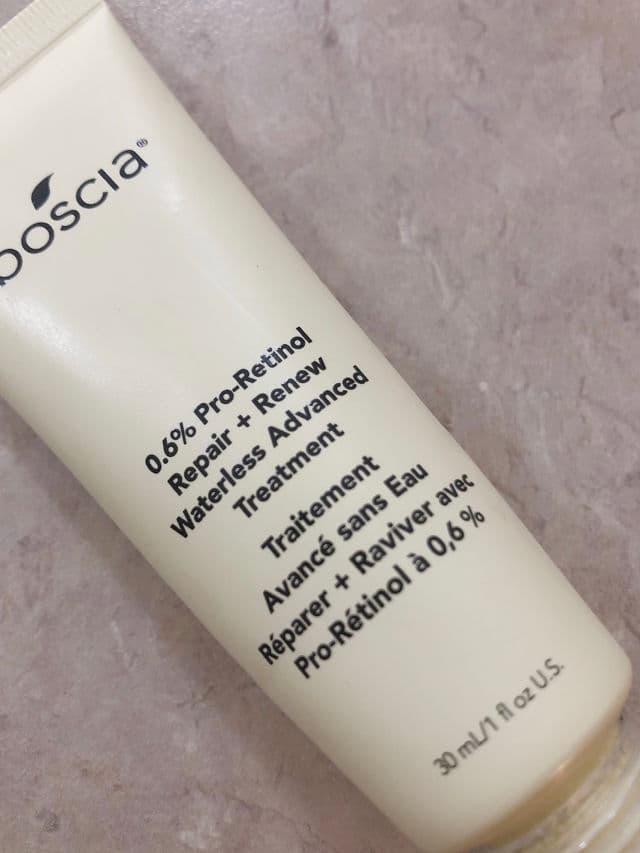 boscia®
0.6% Pro-Retinol
Repair + Renew
Waterless Advanced
Treatment
Traitement
Avancé sans Eau
Réparer + Raviver avec
Pro-Rétinol à 0,6 %
30 mL/1 fl oz U.S.